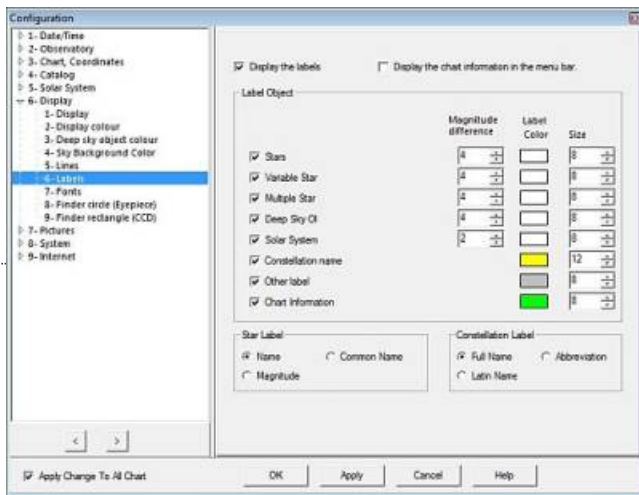 Configuration
1- Date/Time
2- Observatory
3- Chart, Coordinates
4- Catalog
5- Solar System
6- Display
1- Display
2- Display colour
3- Deep sky object colour
4- Sky Background Color
5- Lines
6- Labels
7- Fonts
8- Finder circle (Eyepiece)
9- Finder rectangle (CCD)
7- Pictures
8- System
9- Internet
Display the labels
Display the chart information in the menu bar.
Label Object
Magnitude difference Label Color Size
Stars 4 8
Variable Star 4 8
Multiple Star 4 8
Deep Sky Ol 4 8
Solar System 2 8
Constellation name 12
Other label 8
Chart Information 8
Star Label
Name Common Name
Magnitude
Constellation Label
Full Name Abbreviation
Latin Name
< >
Apply Change To All Chart
OK Apply Cancel Help